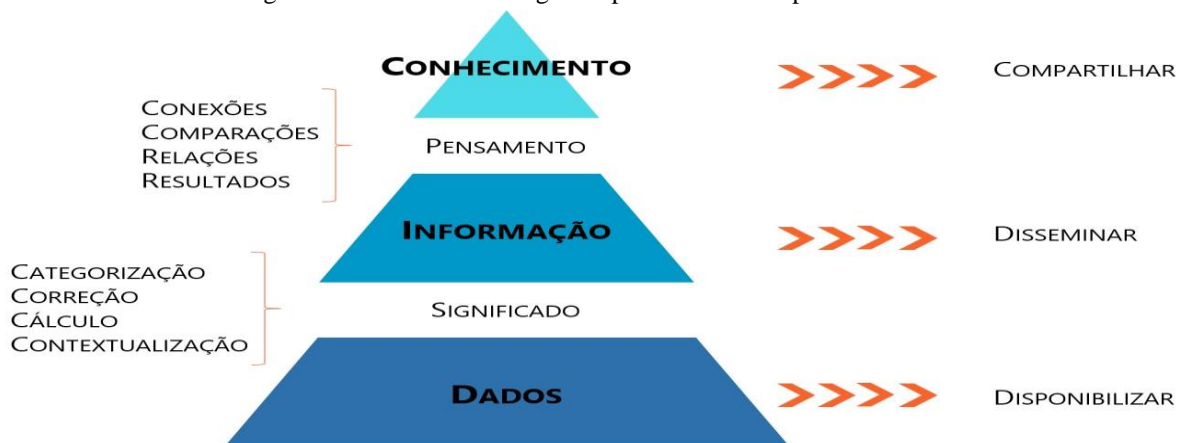 CONHECIMENTO
COMPARTILHAR
CONEXÕES
COMPARAÇÕES
RELAÇÕES
RESULTADOS
PENSAMENTO
INFORMAÇÃO
DISSEMINAR
CATEGORIZAÇÃO
CORREÇÃO
CÁLCULO
CONTEXTUALIZAÇÃO
SIGNIFICADO
DADOS
DISPONIBILIZAR